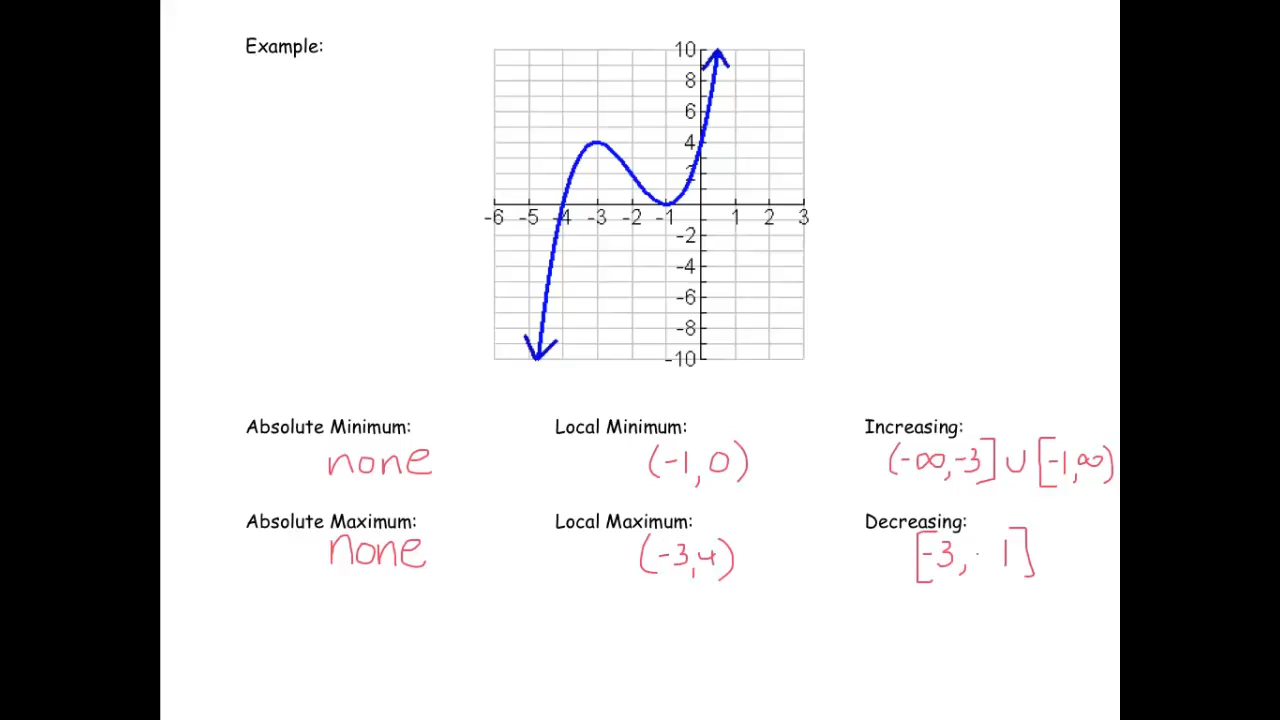 Example:
10
8
6
4
2
-6 -5 -4 -3 -2 -1 1 2 3
-2
-4
-6
-8
-10
Absolute Minimum: Local Minimum: Increasing:
none (-1, 0) (-∞, -3] ∪ [-1, ∞)
Absolute Maximum: Local Maximum: Decreasing:
none (-3, 4) [-3, - 1]